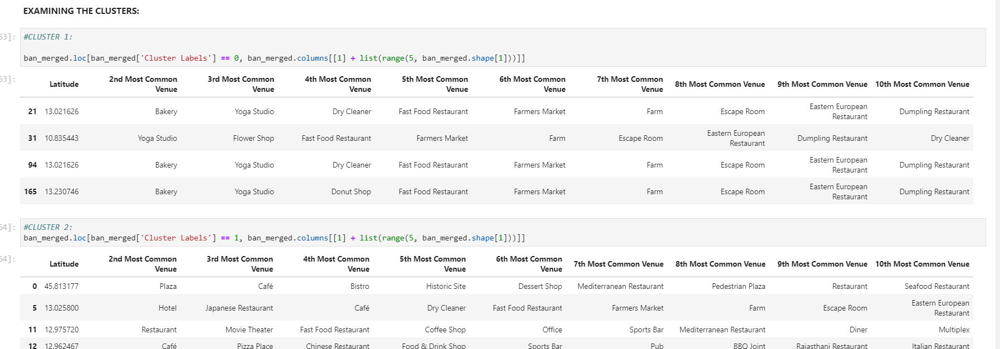 EXAMINING THE CLUSTERS:
53]:
#CLUSTER 1:
ban_merged.loc[ban_merged['Cluster Labels'] == 0, ban_merged.columns[[1] + list(range(5, ban_merged.shape[1]))]]
53]:
Latitude 2nd Most Common Venue 3rd Most Common Venue 4th Most Common Venue 5th Most Common Venue 6th Most Common Venue 7th Most Common Venue 8th Most Common Venue 9th Most Common Venue 10th Most Common Venue
21 13.021626 Bakery Yoga Studio Dry Cleaner Fast Food Restaurant Farmers Market Farm Escape Room Eastern European Restaurant Dumpling Restaurant
31 10.835443 Yoga Studio Flower Shop Fast Food Restaurant Farmers Market Farm Escape Room Eastern European Restaurant Dumpling Restaurant Dry Cleaner
94 13.021626 Bakery Yoga Studio Dry Cleaner Fast Food Restaurant Farmers Market Farm Escape Room Eastern European Restaurant Dumpling Restaurant
165 13.230746 Bakery Yoga Studio Donut Shop Fast Food Restaurant Farmers Market Farm Escape Room Eastern European Restaurant Dumpling Restaurant
54]:
#CLUSTER 2:
ban_merged.loc[ban_merged['Cluster Labels'] == 1, ban_merged.columns[[1] + list(range(5, ban_merged.shape[1]))]]
54]:
Latitude 2nd Most Common Venue 3rd Most Common Venue 4th Most Common Venue 5th Most Common Venue 6th Most Common Venue 7th Most Common Venue 8th Most Common Venue 9th Most Common Venue 10th Most Common Venue
0 45.813177 Plaza Café Bistro Historic Site Dessert Shop Mediterranean Restaurant Pedestrian Plaza Restaurant Seafood Restaurant
5 13.025800 Hotel Japanese Restaurant Café Dry Cleaner Fast Food Restaurant Farmers Market Farm Escape Room Eastern European Restaurant
11 12.975720 Restaurant Movie Theater Fast Food Restaurant Coffee Shop Office Sports Bar Mediterranean Restaurant Diner Multiplex
12 12.962467 Café Pizza Place Chinese Restaurant Food & Drink Shop Sports Bar Pub BBQ Joint Rajasthani Restaurant Italian Restaurant